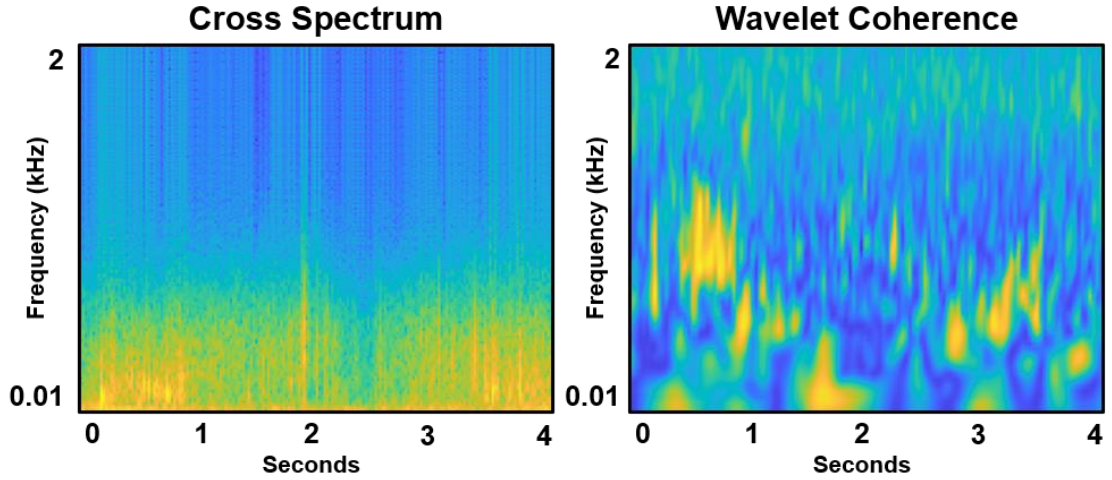 Cross Spectrum
2
Frequency (kHz)
0.01
0 1 2 3 4
Seconds
Wavelet Coherence
2
Frequency (kHz)
0.01
0 1 2 3 4
Seconds